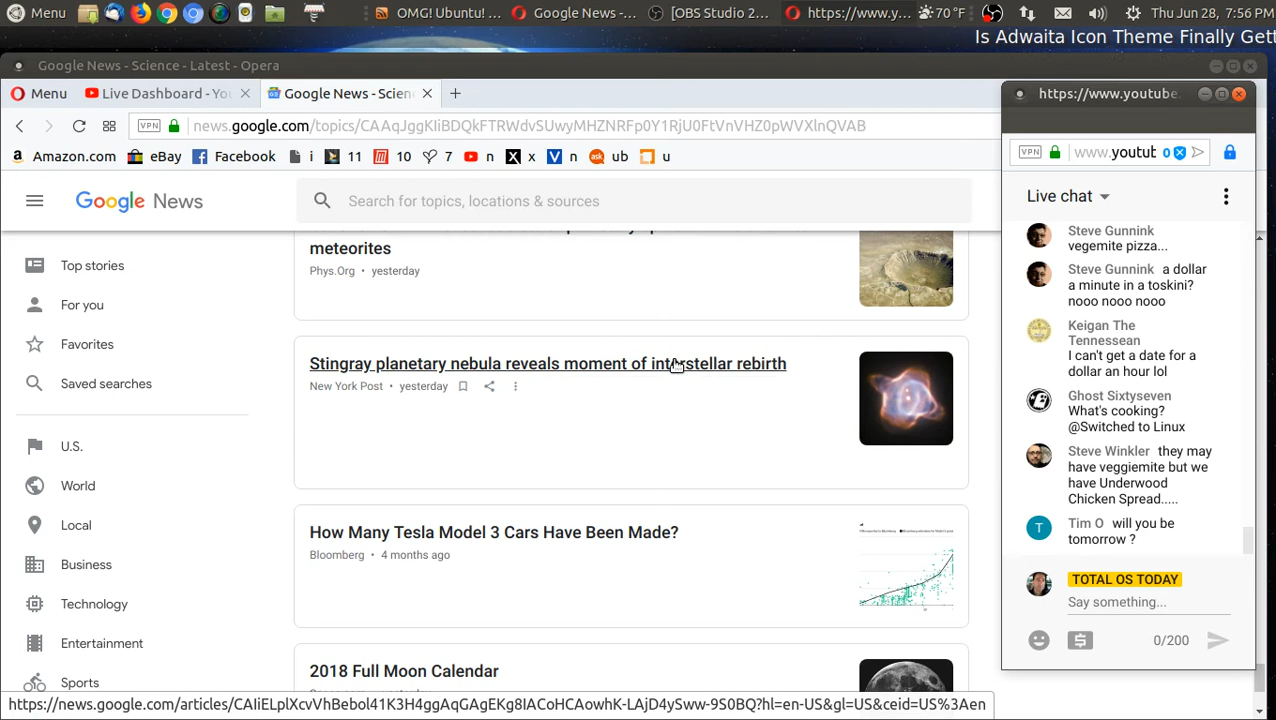 Menu
OMG! Ubuntu! ...
Google News - ...
[OBS Studio 2...
https://www.y...
70 °F
Thu Jun 28, 7:56 PM
Is Adwaita Icon Theme Finally Gett
Google News - Science - Latest - Opera
Menu
Live Dashboard - Yo
Google News - Scien
news.google.com/topics/CAAqJggKIiBDQkFTRWdvSUwyMHZNRFp0Y1RjU0FtVnVHZ0pWVXlnQVAB
VPN
Amazon.com
eBay
Facebook
i
11
10
7
n
x
n
ub
u
Google News
Search for topics, locations & sources
Top stories
For you
Favorites
Saved searches
U.S.
World
Local
Business
Technology
Entertainment
Sports
meteorites
Phys.Org • yesterday
Stingray planetary nebula reveals moment of interstellar rebirth
New York Post • yesterday
How Many Tesla Model 3 Cars Have Been Made?
Bloomberg • 4 months ago
2018 Full Moon Calendar
https://news.google.com/articles/CAIiELplXcvVhBebol41K3H4ggAqGAgEKg8IACoHCAowhK-LAjD4ySww-9S0BQ?hl=en-US&gl=US&ceid=US%3Aen
https://www.youtube.
VPN
www.youtub
0
Live chat
Steve Gunnink
vegemite pizza...
Steve Gunnink a dollar
a minute in a toskini?
nooo nooo nooo
Keigan The
Tennessean
I can't get a date for a
dollar an hour lol
Ghost Sixtyseven
What's cooking?
@Switched to Linux
Steve Winkler they may
have veggiemite but we
have Underwood
Chicken Spread.....
T
Tim O will you be
tomorrow ?
TOTAL OS TODAY
Say something...
0/200